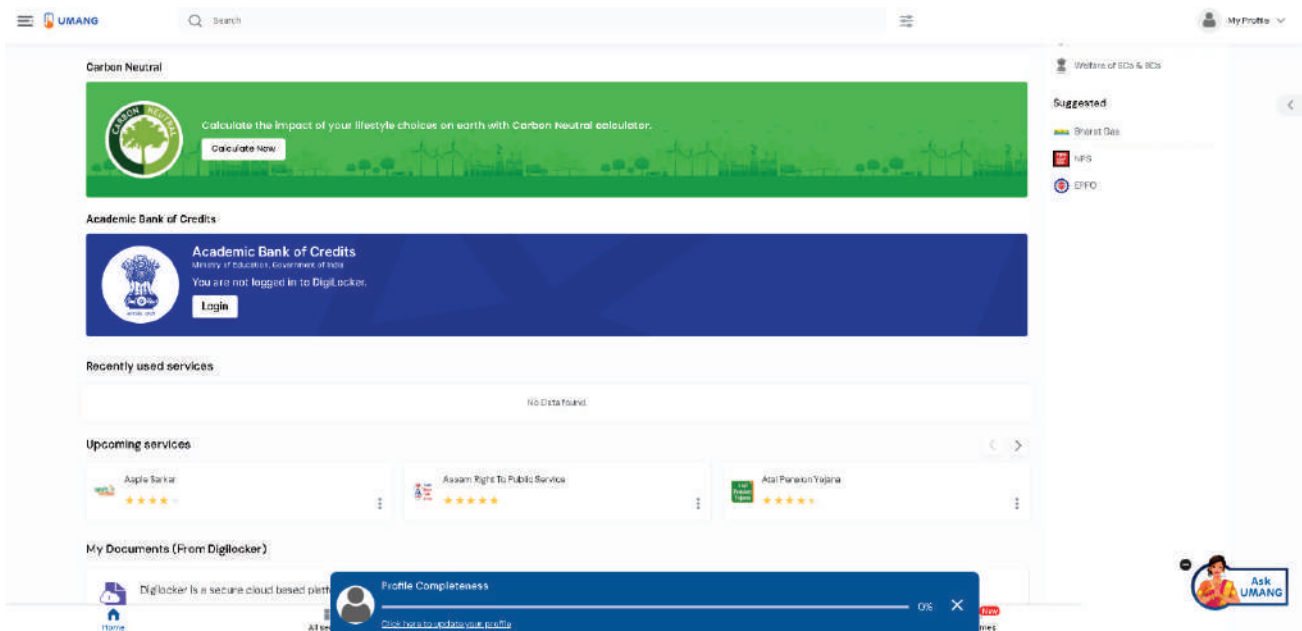 UMANG
Search
My Profile
Carbon Neutral
CARBON NEUTRAL
Calculate the impact of your lifestyle choices on earth with Carbon Neutral calculator.
Calculate Now
Academic Bank of Credits
Academic Bank of Credits
Ministry of Education, Government of India
You are not logged in to DigiLocker.
Login
Recently used services
No Data found.
Upcoming services
Aaple Sarkar
Assam Right To Public Service
Atal Pension Yojana
My Documents (From Digilocker)
Digilocker is a secure cloud based platf
Profile Completeness
0%
Click here to update your profile
Home
All se
New
mes
Welfare of SCs & BCs
Suggested
Bharat Gas
NPS
EPFO
Ask
UMANG